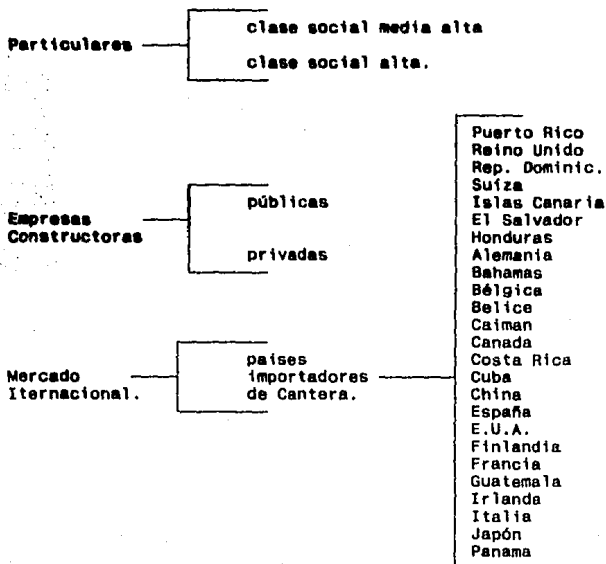 Particulares
clase social media alta
clase social alta.
Empresas
Constructoras
públicas
privadas
Mercado
Iternacional.
paises
importadores
de Cantera.
Puerto Rico
Reino Unido
Rep. Dominic.
Suíza
Islas Canaria
El Salvador
Honduras
Alemania
Bahamas
Bélgica
Belice
Caiman
Canada
Costa Rica
Cuba
China
España
E.U.A.
Finlandia
Francia
Guatemala
Irlanda
Italia
Japón
Panama